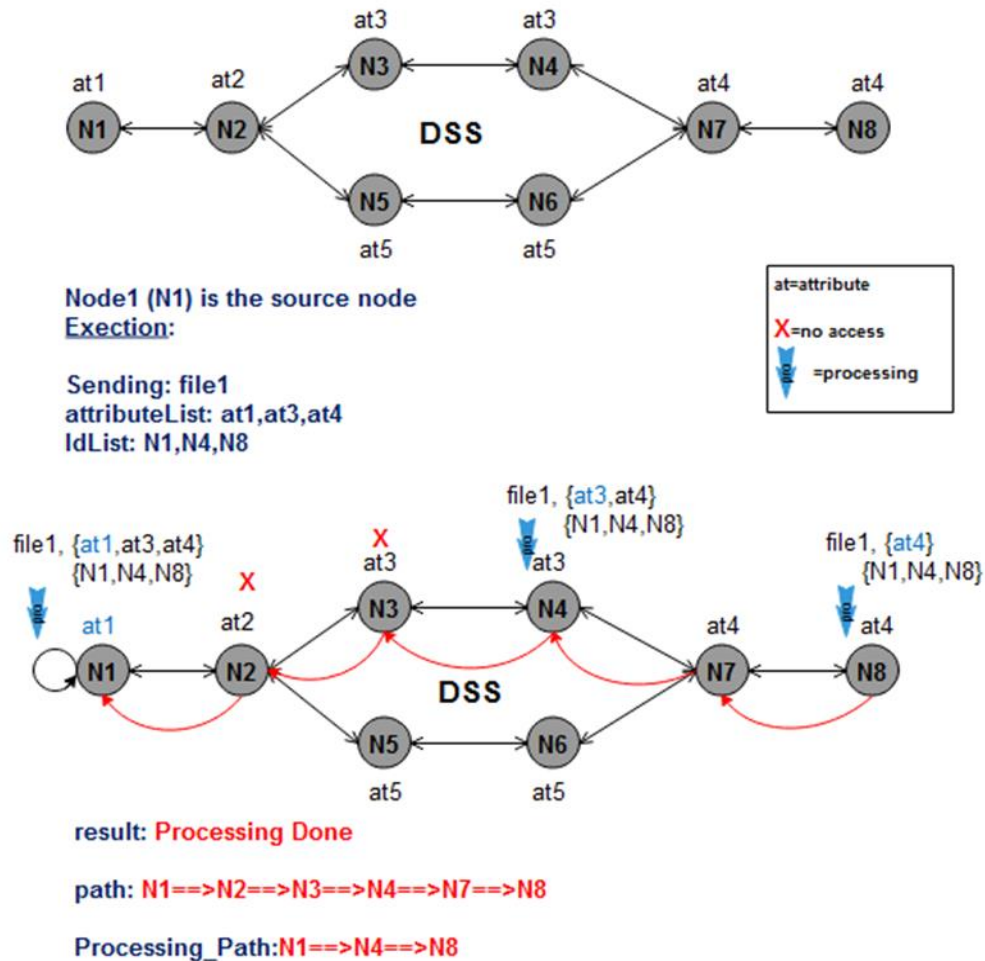 at3 at3
at1 at2 at4 at4
N3 N4
N1 N2 DSS N7 N8
N5 N6
at5 at5
Node1 (N1) is the source node
Exection:
Sending: file1
attributeList: at1,at3,at4
IdList: N1,N4,N8
at=attribute
X=no access
pro =processing
file1, {at3,at4}
{N1,N4,N8}
file1, {at1,at3,at4}
{N1,N4,N8}
file1, {at4}
{N1,N4,N8}
X
X
pro pro pro
at3 at3
at1 at2 at4 at4
N3 N4
N1 N2 DSS N7 N8
N5 N6
at5 at5
result: Processing Done
path: N1==>N2==>N3==>N4==>N7==>N8
Processing_Path:N1==>N4==>N8